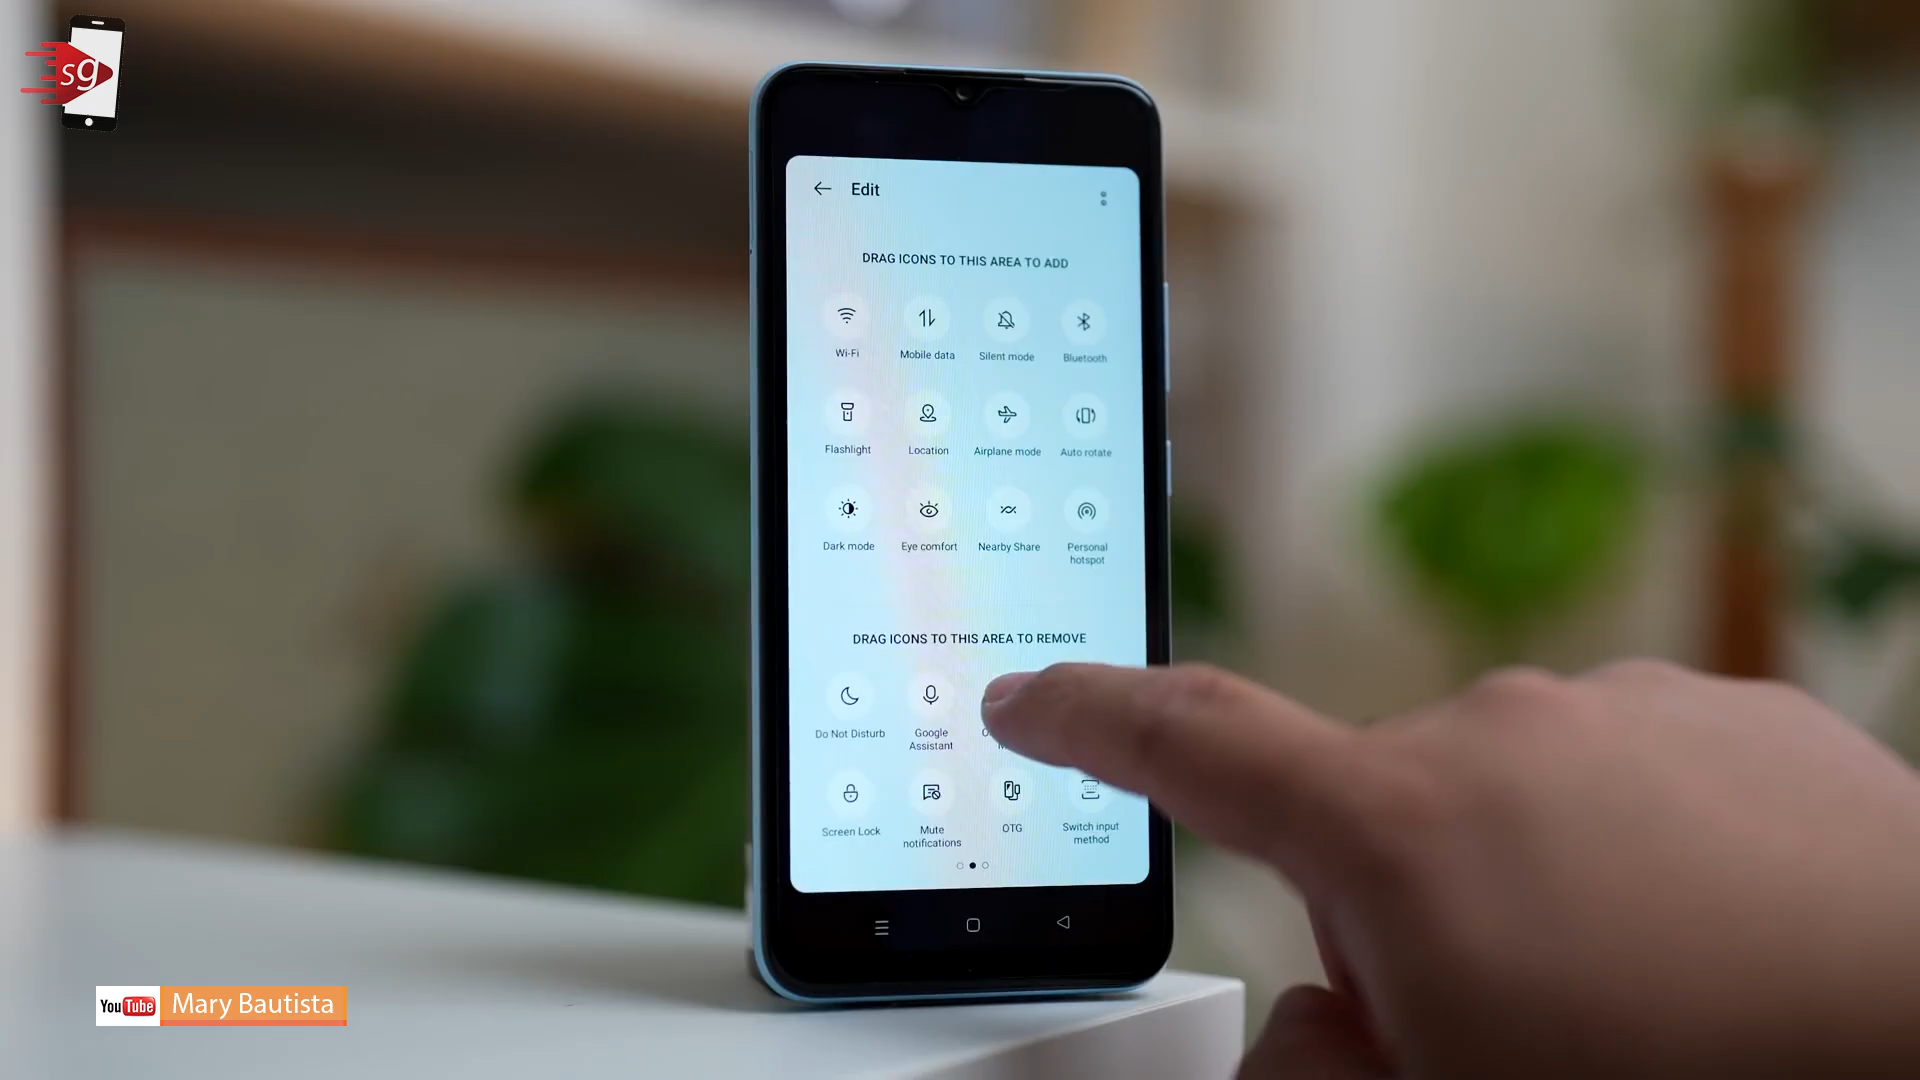 sg
Edit
DRAG ICONS TO THIS AREA TO ADD
Wi-Fi
Mobile data
Silent mode
Bluetooth
Flashlight
Location
Airplane mode
Auto rotate
Dark mode
Eye comfort
Nearby Share
Personal
hotspot
DRAG ICONS TO THIS AREA TO REMOVE
Do Not Disturb
Google
Assistant
Screen Lock
Mute
notifications
OTG
Switch input
method
YouTube Mary Bautista